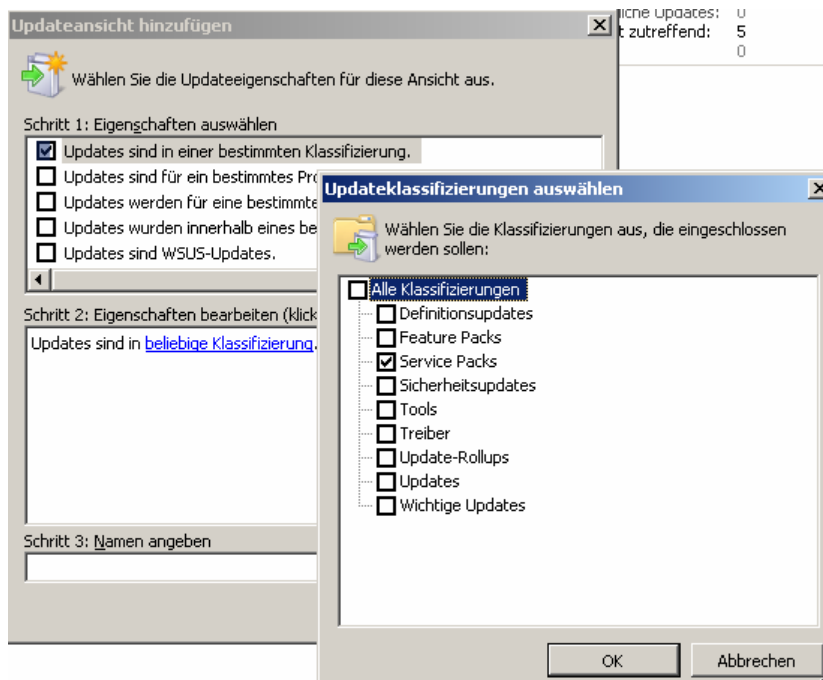 Updateansicht hinzufügen
liche Updates: 0
t zutreffend: 5
0
Wählen Sie die Updateeigenschaften für diese Ansicht aus.
Schritt 1: Eigenschaften auswählen
Updates sind in einer bestimmten Klassifizierung.
Updates sind für ein bestimmtes Pro
Updates werden für eine bestimmte
Updates wurden innerhalb eines be
Updates sind WSUS-Updates.
Schritt 2: Eigenschaften bearbeiten (klick
Updates sind in beliebige Klassifizierung.
Schritt 3: Namen angeben
Updateklassifizierungen auswählen
Wählen Sie die Klassifizierungen aus, die eingeschlossen
werden sollen:
Alle Klassifizierungen
Definitionsupdates
Feature Packs
Service Packs
Sicherheitsupdates
Tools
Treiber
Update-Rollups
Updates
Wichtige Updates
OK
Abbrechen